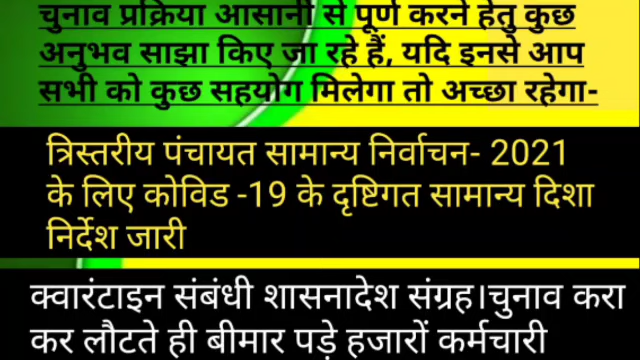 चुनाव प्रक्रिया आसानी से पूर्ण करने हेतु कुछ
अनुभव साझा किए जा रहे हैं, यदि इनसे आप
सभी को कुछ सहयोग मिलेगा तो अच्छा रहेगा-
त्रिस्तरीय पंचायत सामान्य निर्वाचन- 2021
के लिए कोविड -19 के दृष्टिगत सामान्य दिशा
निर्देश जारी
क्वारंटाइन संबंधी शासनादेश संग्रह।चुनाव करा
कर लौटते ही बीमार पड़े हजारों कर्मचारी